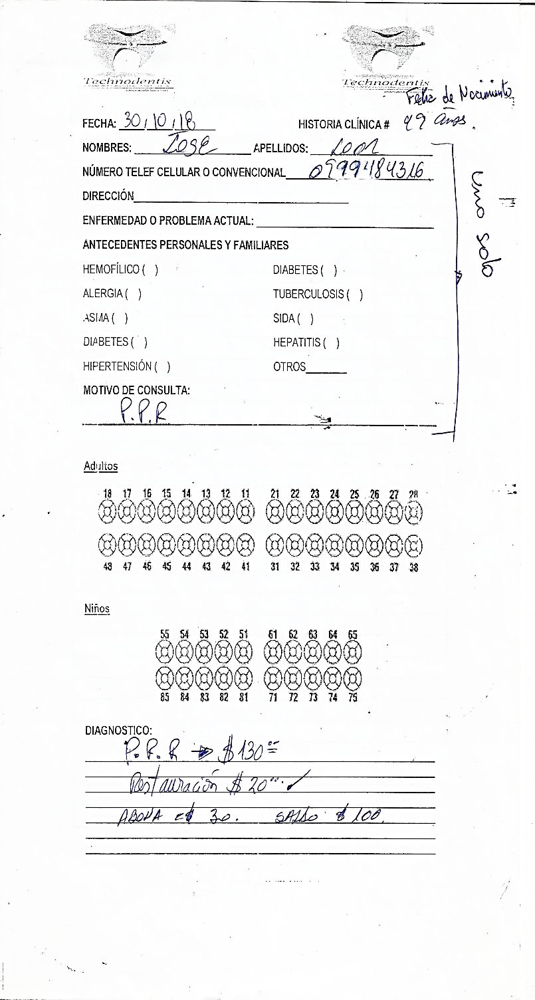 Technodentis Technodentis
Fecha de Nacimiento
FECHA: 30/10/18 HISTORIA CLÍNICA # 49 años.
NOMBRES: Jose APELLIDOS: Loor
NÚMERO TELEF CELULAR O CONVENCIONAL 0999484316
DIRECCIÓN
uno solo
ENFERMEDAD O PROBLEMA ACTUAL:
ANTECEDENTES PERSONALES Y FAMILIARES
HEMOFÍLICO ( ) DIABETES ( )
ALERGIA ( ) TUBERCULOSIS ( )
ASMA ( ) SIDA ( )
DIABETES ( ) HEPATITIS ( )
HIPERTENSIÓN ( ) OTROS
MOTIVO DE CONSULTA:
P.P.R
Adultos
18 17 16 15 14 13 12 11 21 22 23 24 25 26 27 28
48 47 46 45 44 43 42 41 31 32 33 34 35 36 37 38
Niños
55 54 53 52 51 61 62 63 64 65
85 84 83 82 81 71 72 73 74 75
DIAGNOSTICO:
P.P.R → $130⁰⁰
Restauración $20⁰⁰. ✓
ABONA $ 30. SALDO $ 100.